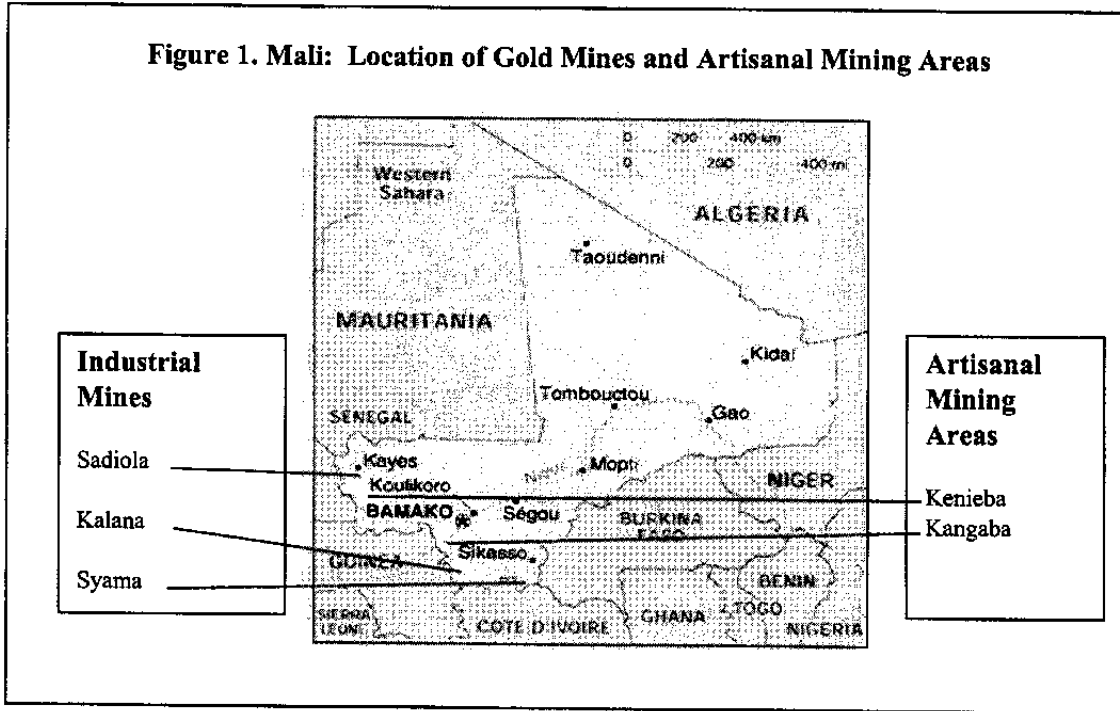 Figure 1. Mali: Location of Gold Mines and Artisanal Mining Areas
0 200 400 km
0 200 400 mi
Western
Sahara
ALGERIA
Taoudenni
MAURITANIA
Kidal
Tombouctou
Gao
SENEGAL
Kayes
Mopti
Niger
NIGER
Koulikoro
BAMAKO
Ségou
BURKINA
FASO
Sikasso
GUINEA
BENIN
TOGO
GHANA
SIERRA
LEONE
COTE D'IVOIRE
NIGERIA
Industrial
Mines
Sadiola
Kalana
Syama
Artisanal
Mining
Areas
Kenieba
Kangaba